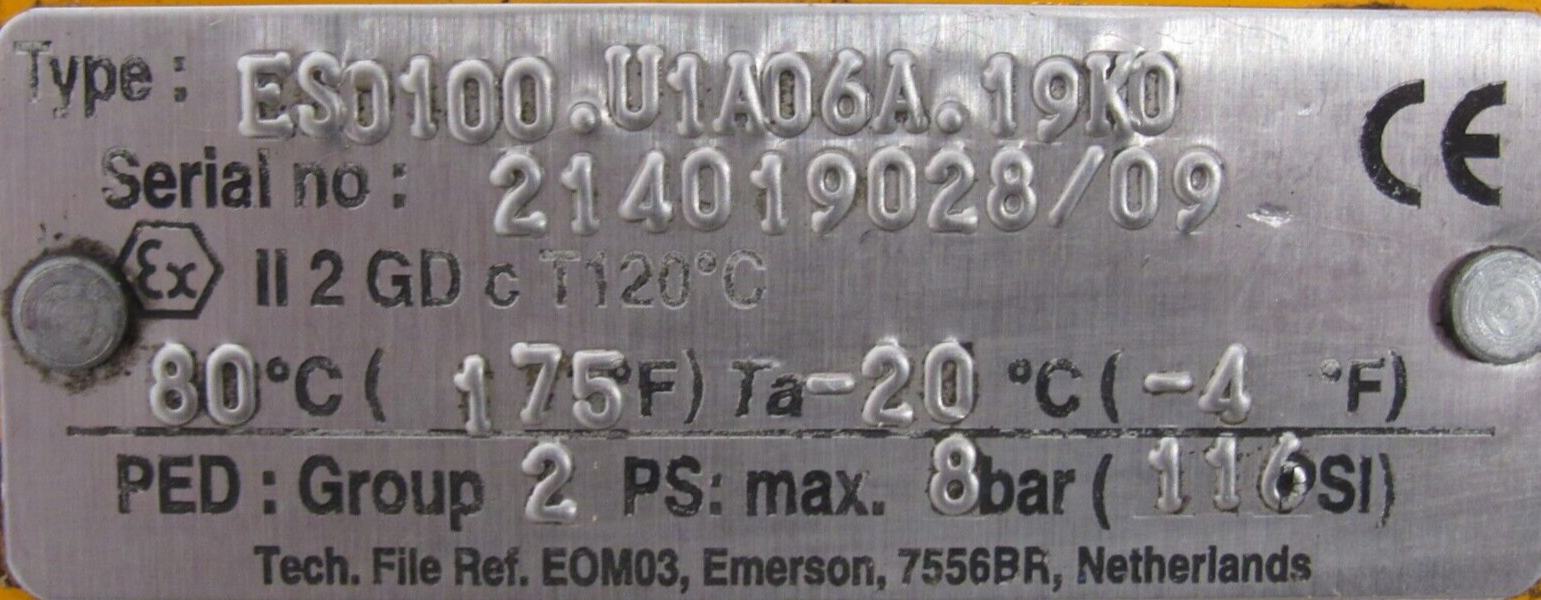 Type : ES0100.U1A06A.19K0
CE
Serial no : 214019028/09
Ex II 2 GD c T120°C
80°C ( 175°F) Ta-20 °C ( -4 °F)
PED : Group 2 PS: max. 8bar ( 116PSI)
Tech. File Ref. EOM03, Emerson, 7556BR, Netherlands